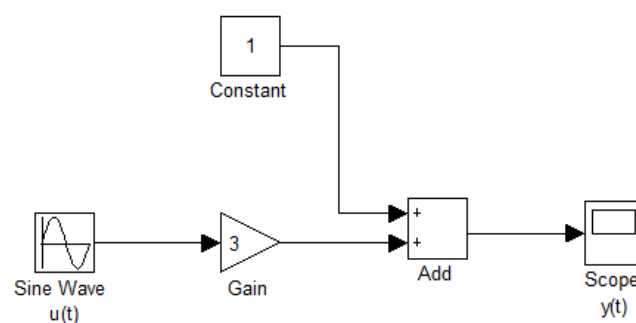 1
Constant
+
+
3
Sine Wave
u(t)
Gain
Add
Scope
y(t)